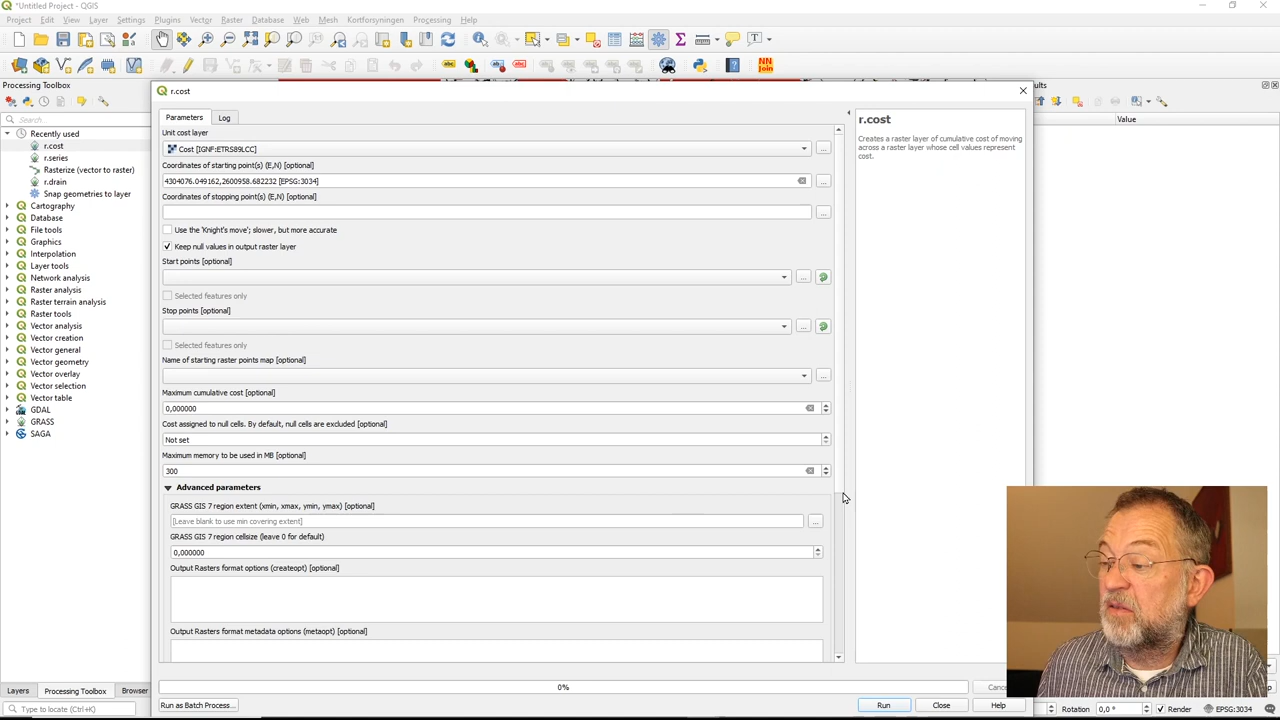 *Untitled Project - QGIS
Project Edit View Layer Settings Plugins Vector Raster Database Web Mesh Kortforsyningen Processing Help
Processing Toolbox
Search...
Recently used
r.cost
r.series
Rasterize (vector to raster)
r.drain
Snap geometries to layer
Cartography
Database
File tools
Graphics
Interpolation
Layer tools
Network analysis
Raster analysis
Raster terrain analysis
Raster tools
Vector analysis
Vector creation
Vector general
Vector geometry
Vector overlay
Vector selection
Vector table
GDAL
GRASS
SAGA
Layers Processing Toolbox Browser
Type to locate (Ctrl+K)
r.cost
Parameters Log
Unit cost layer
Cost [IGNF:ETRS89LCC]
Coordinates of starting point(s) (E,N) [optional]
4304076.049162,2600958.682232 [EPSG:3034]
Coordinates of stopping point(s) (E,N) [optional]
Use the 'Knight's move'; slower, but more accurate
Keep null values in output raster layer
Start points [optional]
Selected features only
Stop points [optional]
Selected features only
Name of starting raster points map [optional]
Maximum cumulative cost [optional]
0,000000
Cost assigned to null cells. By default, null cells are excluded [optional]
Not set
Maximum memory to be used in MB [optional]
300
Advanced parameters
GRASS GIS 7 region extent (xmin, xmax, ymin, ymax) [optional]
[Leave blank to use min covering extent]
GRASS GIS 7 region cellsize (leave 0 for default)
0,000000
Output Rasters format options (createopt) [optional]
Output Rasters format metadata options (metaopt) [optional]
0%
Run as Batch Process...
Run Close Help
r.cost
Creates a raster layer of cumulative cost of moving
across a raster layer whose cell values represent
cost.
Value
Rotation 0,0 ° Render EPSG:3034